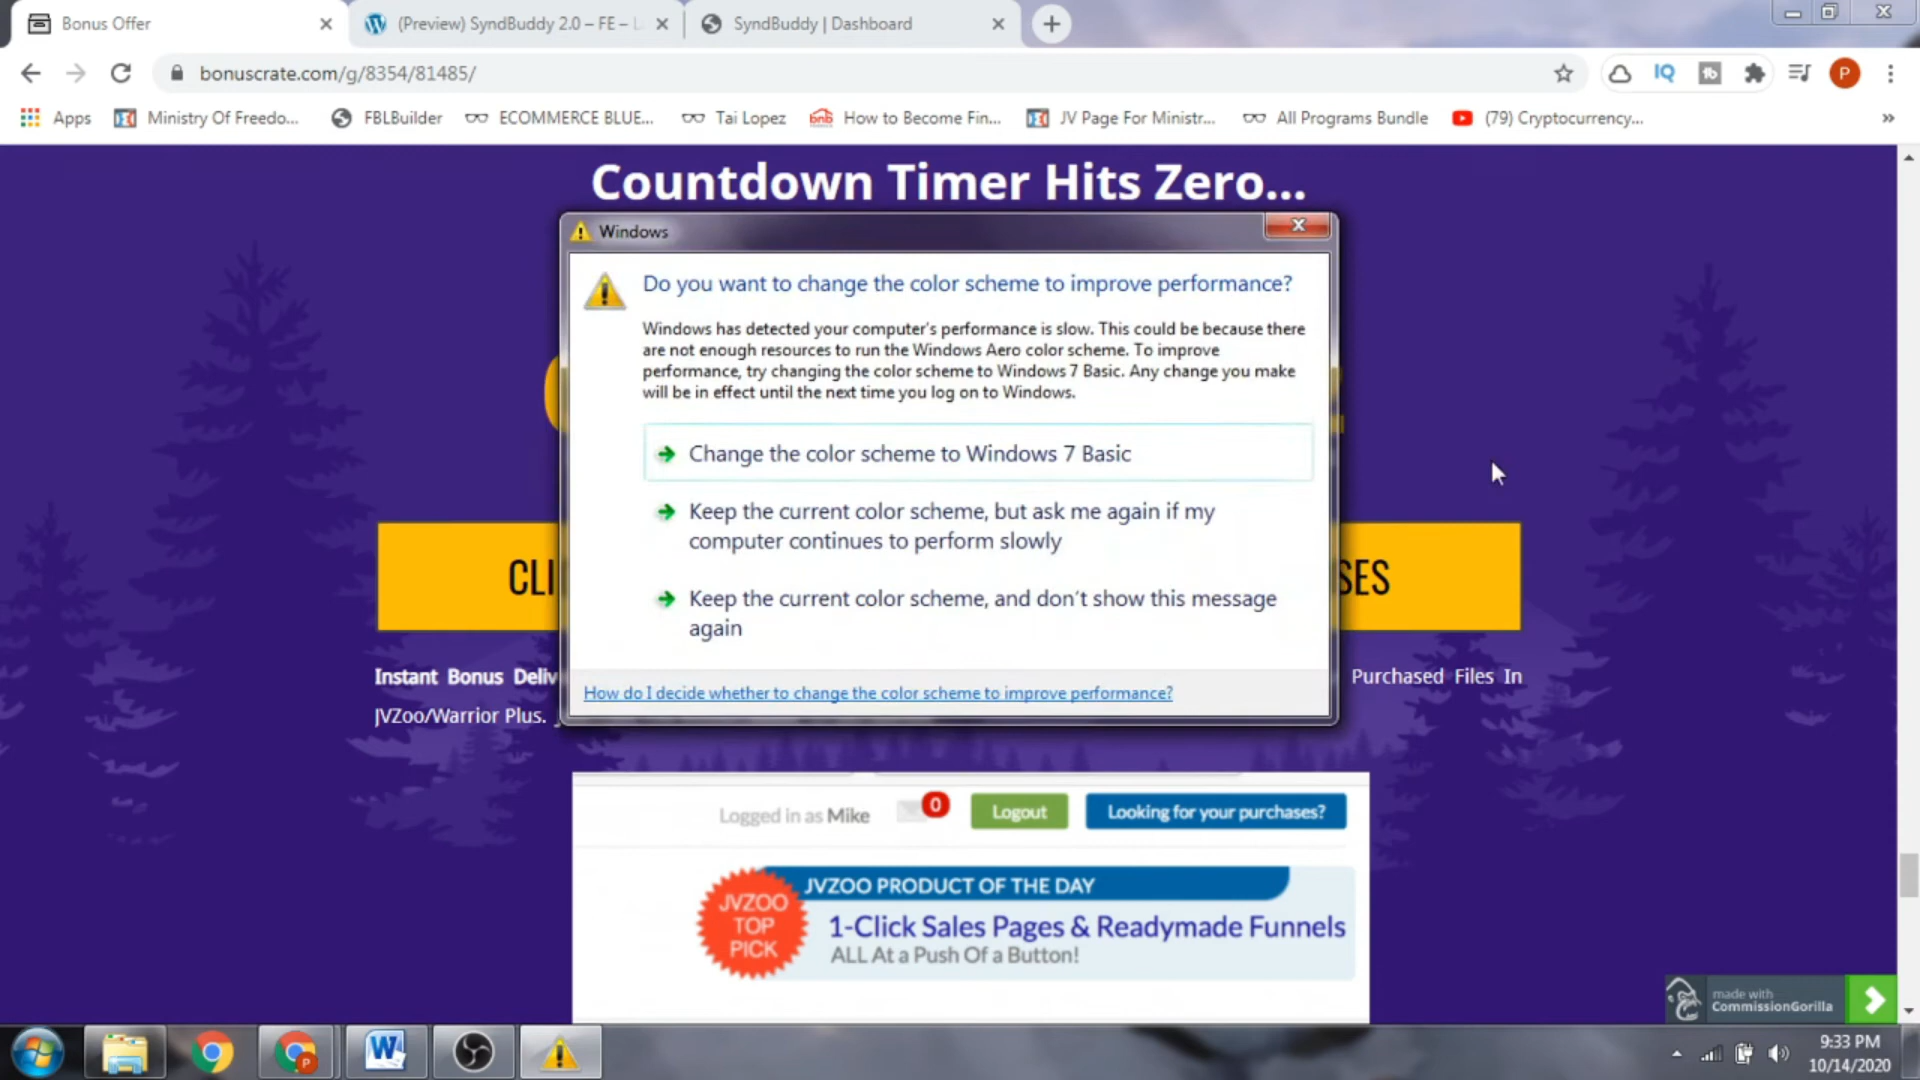 Bonus Offer
(Preview) SyndBuddy 2.0 – FE –
SyndBuddy | Dashboard
bonuscrate.com/g/8354/81485/
P
Apps
Ministry Of Freedo...
FBLBuilder
ECOMMERCE BLUE...
Tai Lopez
How to Become Fin...
JV Page For Ministr...
All Programs Bundle
(79) Cryptocurrency...
»
Countdown Timer Hits Zero...
Windows
Do you want to change the color scheme to improve performance?
Windows has detected your computer's performance is slow. This could be because there
are not enough resources to run the Windows Aero color scheme. To improve
performance, try changing the color scheme to Windows 7 Basic. Any change you make
will be in effect until the next time you log on to Windows.
Change the color scheme to Windows 7 Basic
Keep the current color scheme, but ask me again if my
computer continues to perform slowly
Keep the current color scheme, and don't show this message
again
How do I decide whether to change the color scheme to improve performance?
CLI
SES
Instant Bonus Deliv
Purchased Files In
JVZoo/Warrior Plus.
Logged in as Mike
0
Logout
Looking for your purchases?
JVZOO
TOP
PICK
JVZOO PRODUCT OF THE DAY
1-Click Sales Pages & Readymade Funnels
ALL At a Push Of a Button!
made with
CommissionGorilla
9:33 PM
10/14/2020